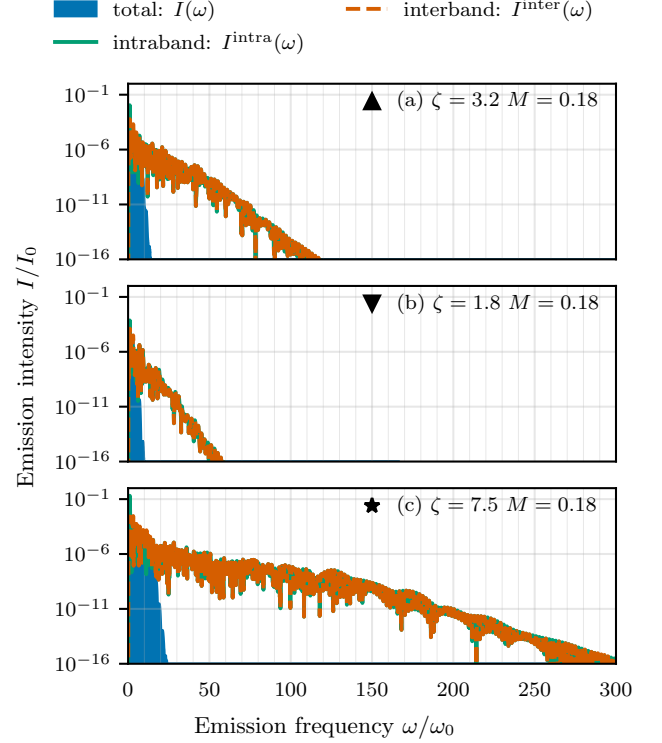 total: I(ω)
interband: I^inter(ω)
intraband: I^intra(ω)
Emission intensity I/I₀
10⁻¹
10⁻⁶
10⁻¹¹
10⁻¹⁶
▲ (a) ζ = 3.2 M = 0.18
10⁻¹
10⁻⁶
10⁻¹¹
10⁻¹⁶
▼ (b) ζ = 1.8 M = 0.18
10⁻¹
10⁻⁶
10⁻¹¹
10⁻¹⁶
★ (c) ζ = 7.5 M = 0.18
0 50 100 150 200 250 300
Emission frequency ω/ω₀